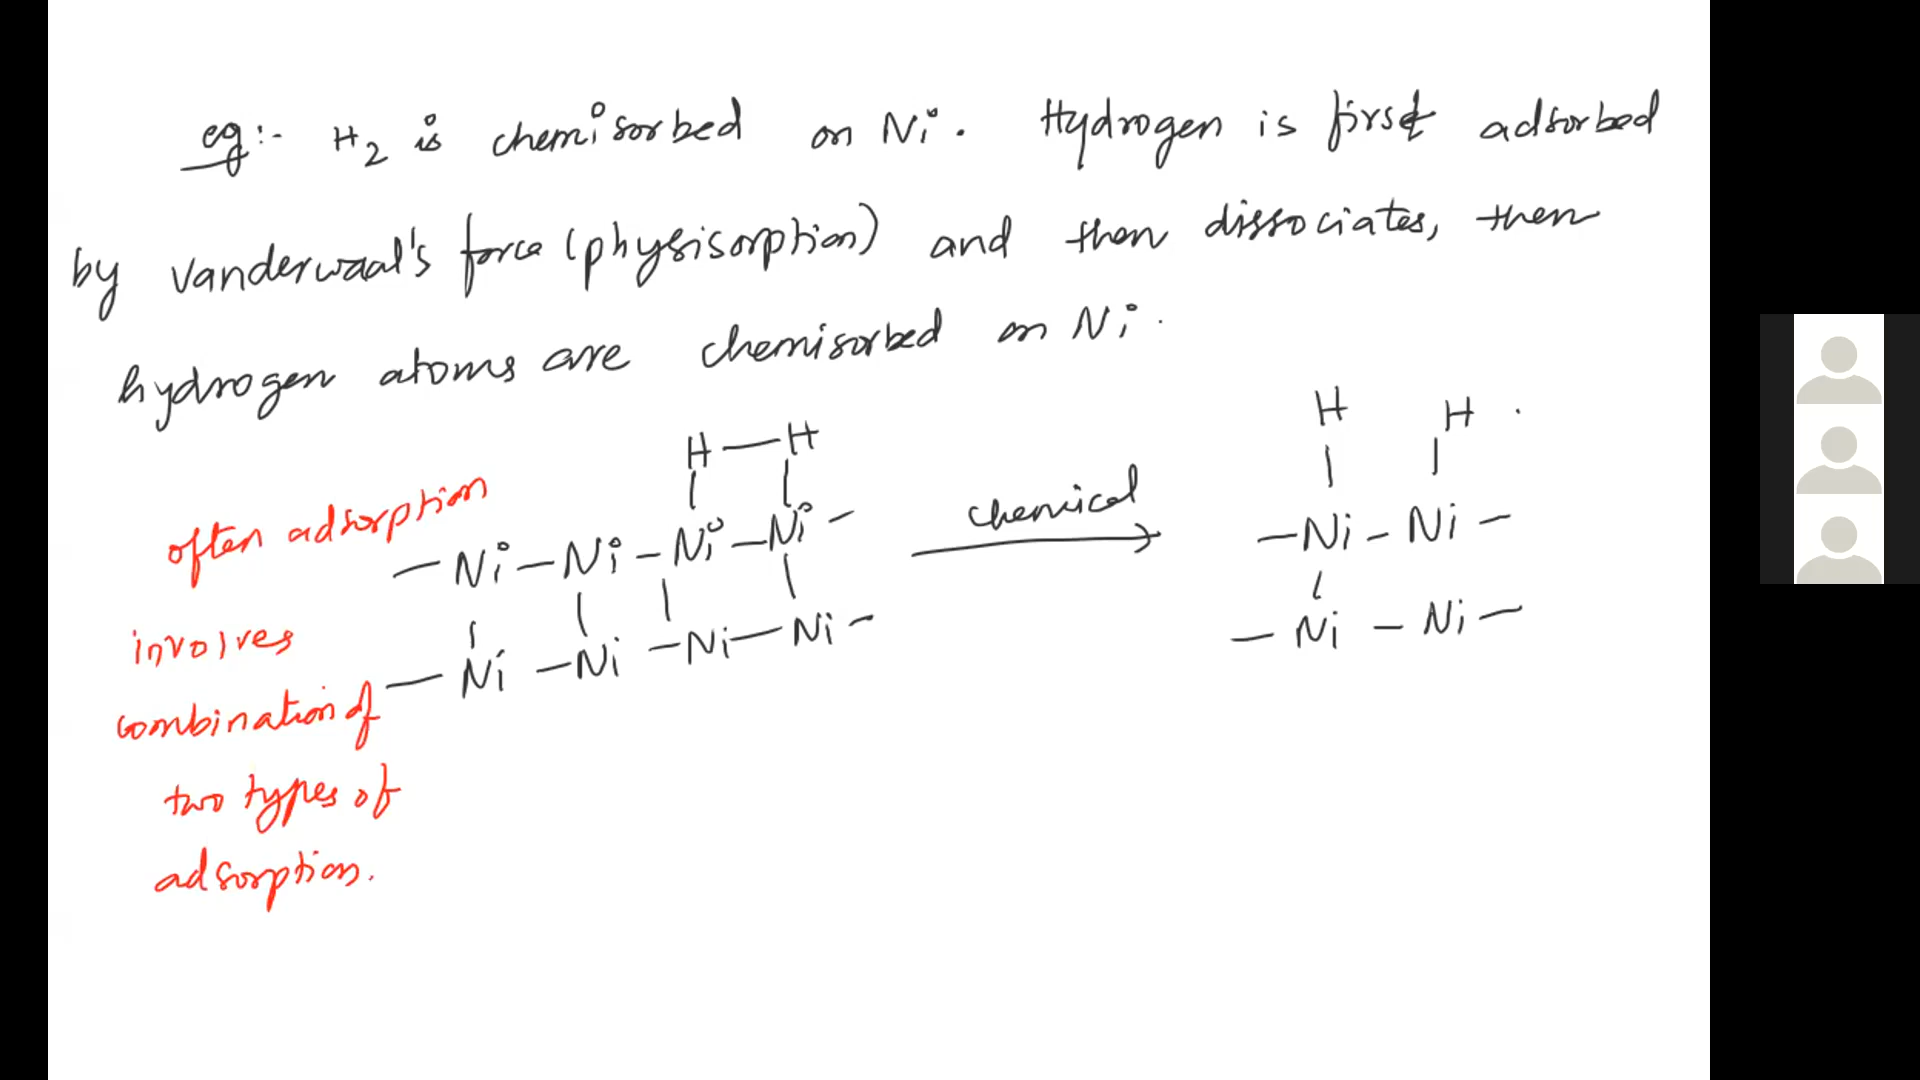 eg:- H2 is chemisorbed on Ni. Hydrogen is first adsorbed
by Vanderwaal's force (physisorption) and then dissociates, then
hydrogen atoms are chemisorbed on Ni.
H — H
H H
chemical
often adsorption
— Ni — Ni — Ni — Ni —
— Ni — Ni —
involves
— Ni — Ni — Ni — Ni —
— Ni — Ni —
combination of
two types of
adsorption.